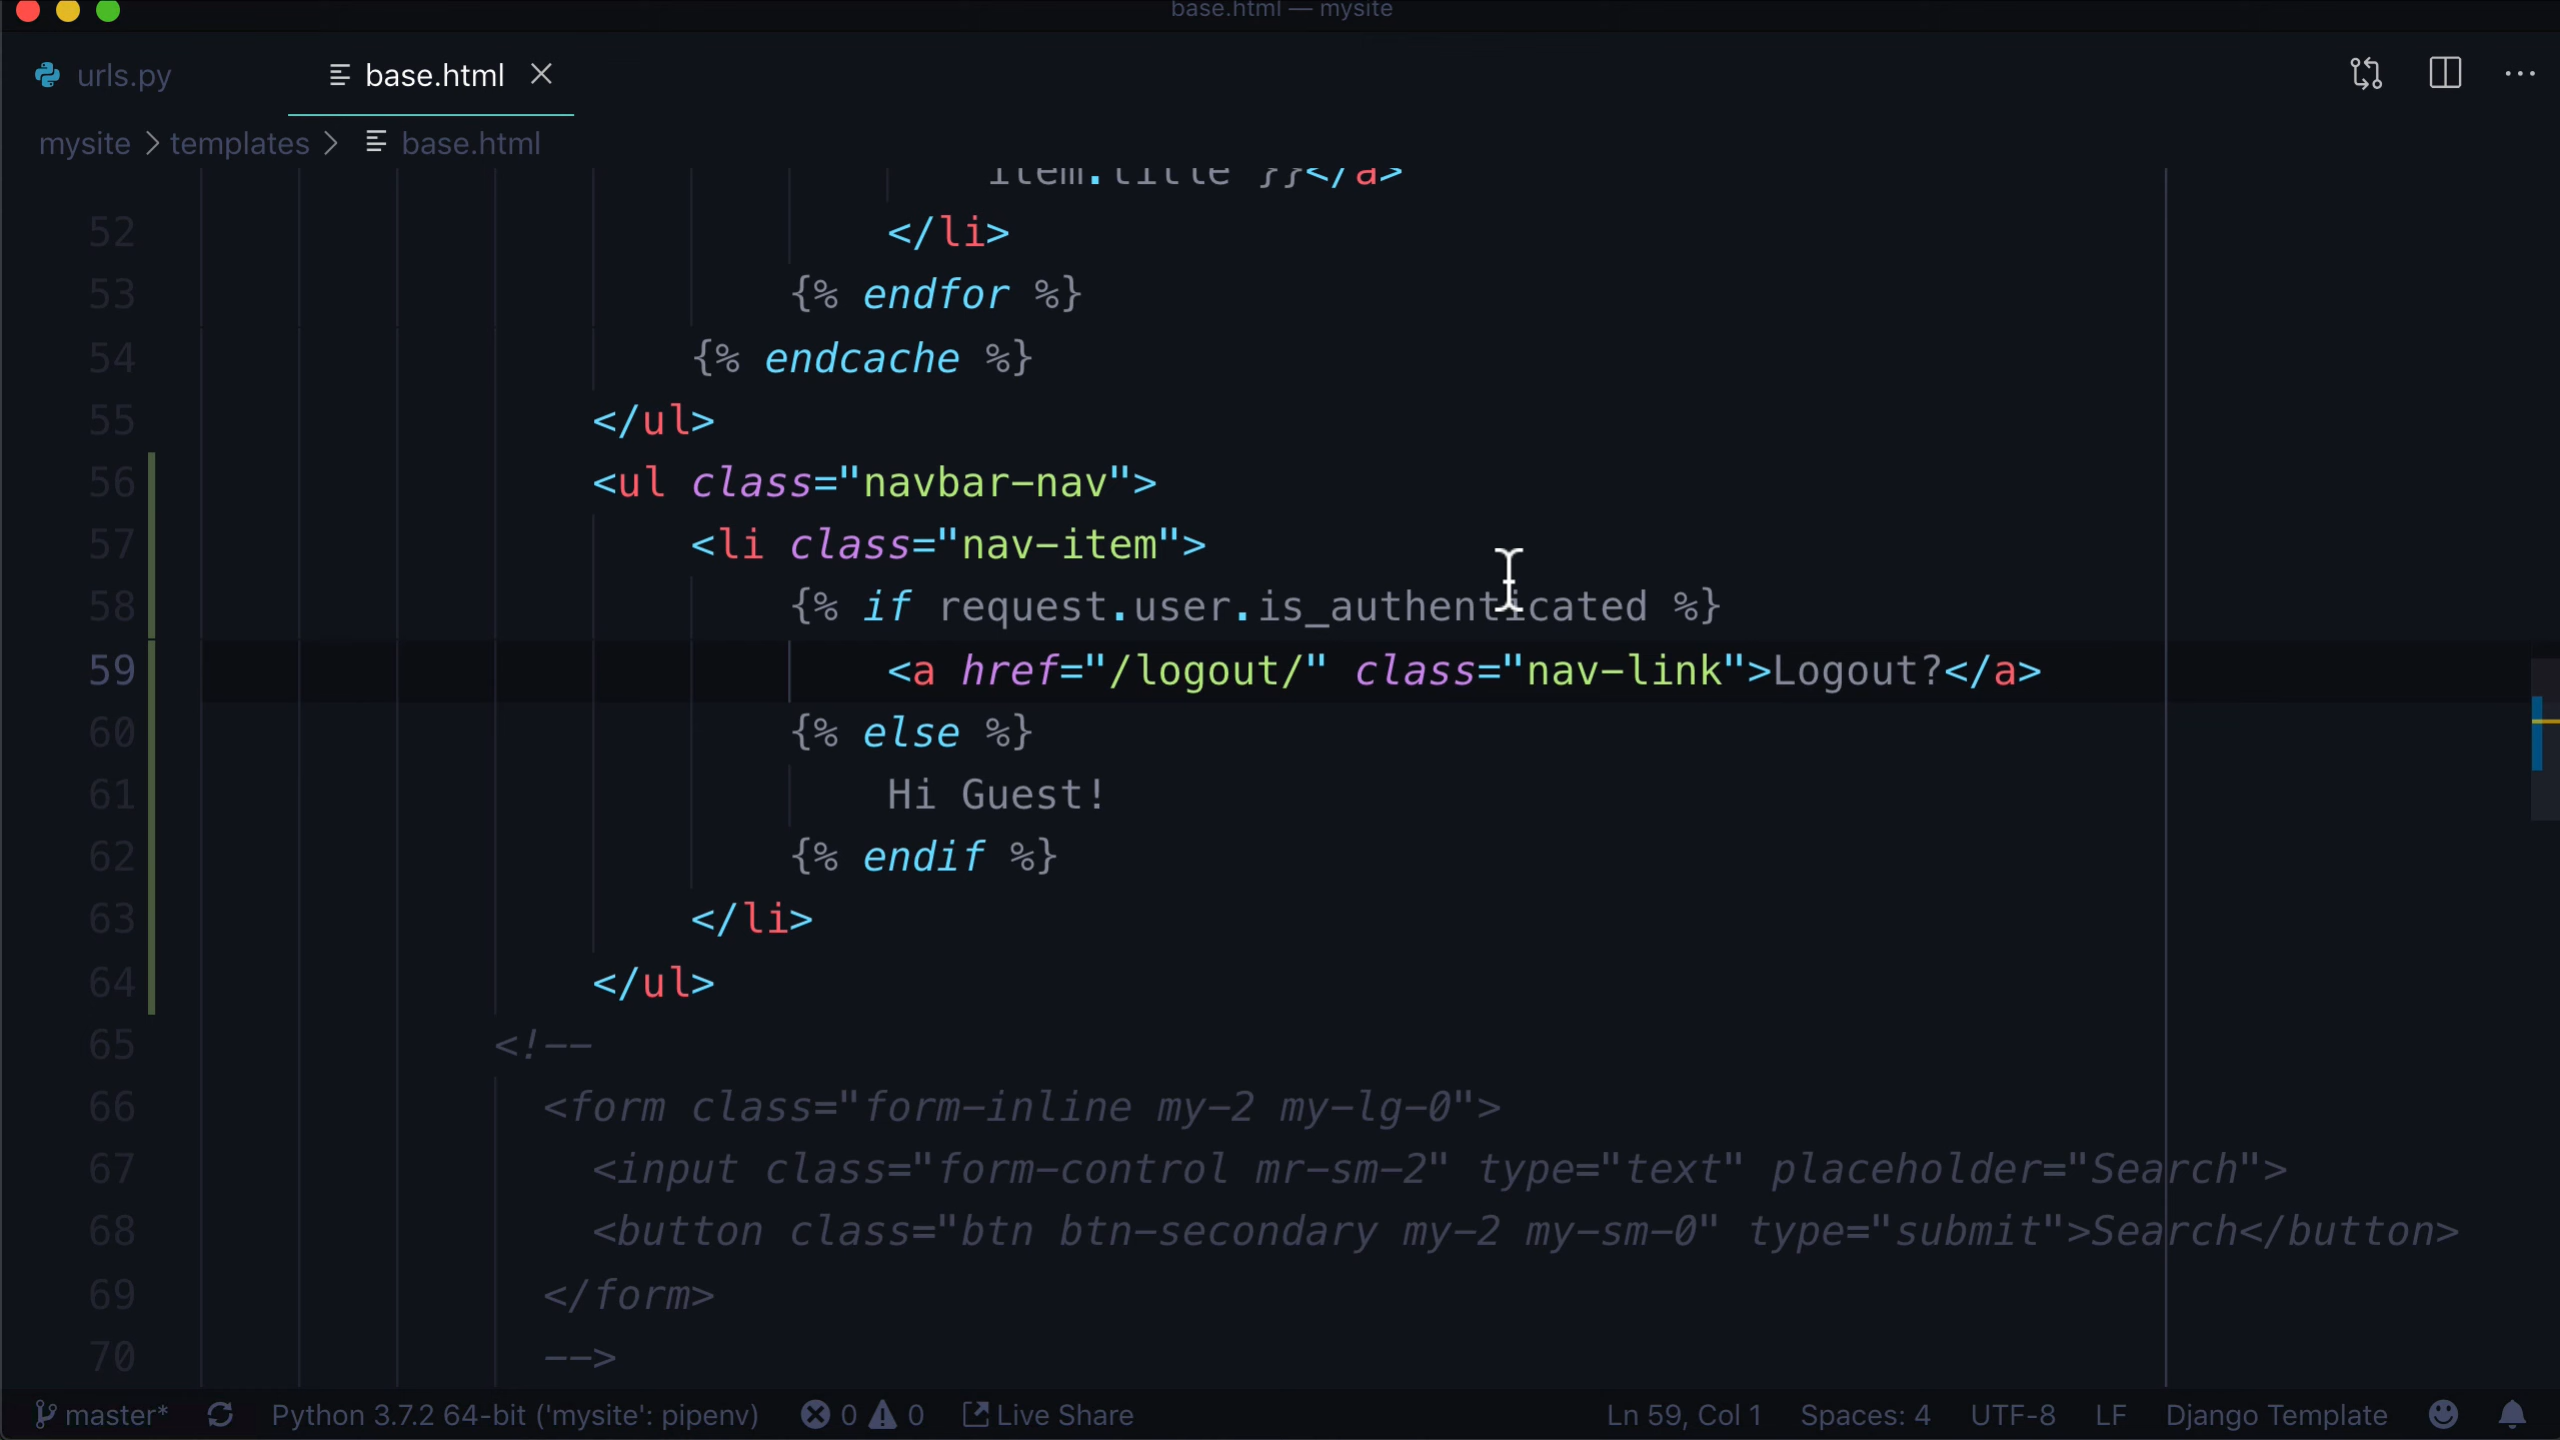 base.html — mysite
urls.py
base.html
mysite > templates > base.html
item.title }}</a>
52 </li>
53 {% endfor %}
54 {% endcache %}
55 </ul>
56 <ul class="navbar-nav">
57 <li class="nav-item">
58 {% if request.user.is_authenticated %}
59 <a href="/logout/" class="nav-link">Logout?</a>
60 {% else %}
61 Hi Guest!
62 {% endif %}
63 </li>
64 </ul>
65 <!--
66 <form class="form-inline my-2 my-lg-0">
67 <input class="form-control mr-sm-2" type="text" placeholder="Search">
68 <button class="btn btn-secondary my-2 my-sm-0" type="submit">Search</button>
69 </form>
70 -->
master* Python 3.7.2 64-bit ('mysite': pipenv) 0 0 Live Share Ln 59, Col 1 Spaces: 4 UTF-8 LF Django Template